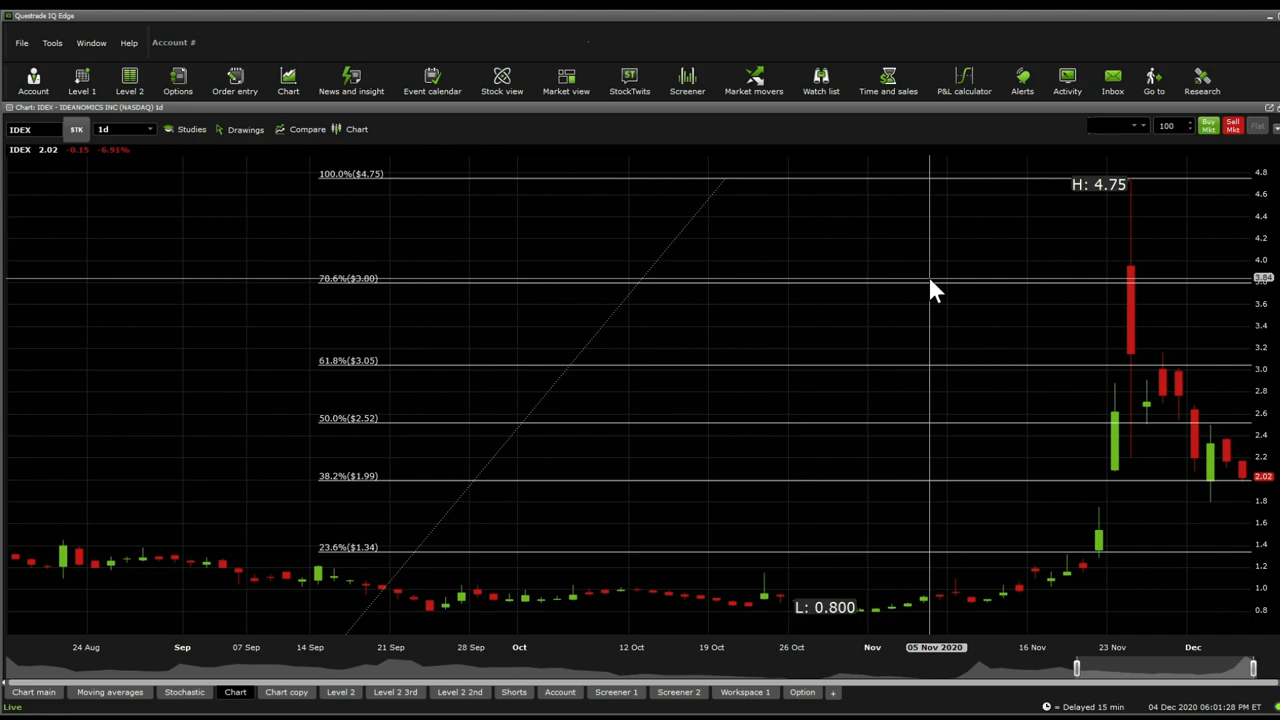 Questrade IQ Edge
File Tools Window Help Account #
Account Level 1 Level 2 Options Order entry Chart News and insight Event calendar Stock view Market view StockTwits Screener Market movers Watch list Time and sales P&L calculator Alerts Activity Inbox Go to Research
Chart: IDEX - IDEANOMICS INC (NASDAQ) 1d
IDEX STK 1d Studies Drawings Compare Chart 100 Buy Mkt Sell Mkt Flat
IDEX 2.02 -0.15 -6.91%
100.0%($4.75)
H: 4.75
70.6%($3.80)
61.8%($3.05)
50.0%($2.52)
38.2%($1.99)
23.6%($1.34)
L: 0.800
4.8
4.6
4.4
4.2
4.0
3.84
3.6
3.4
3.2
3.0
2.8
2.6
2.4
2.2
2.02
1.8
1.6
1.4
1.2
1.0
0.8
24 Aug Sep 07 Sep 14 Sep 21 Sep 28 Sep Oct 12 Oct 19 Oct 26 Oct Nov 05 Nov 2020 16 Nov 23 Nov Dec
Chart main Moving averages Stochastic Chart Chart copy Level 2 Level 2 3rd Level 2 2nd Shorts Account Screener 1 Screener 2 Workspace 1 Option +
Live = Delayed 15 min 04 Dec 2020 06:01:28 PM ET